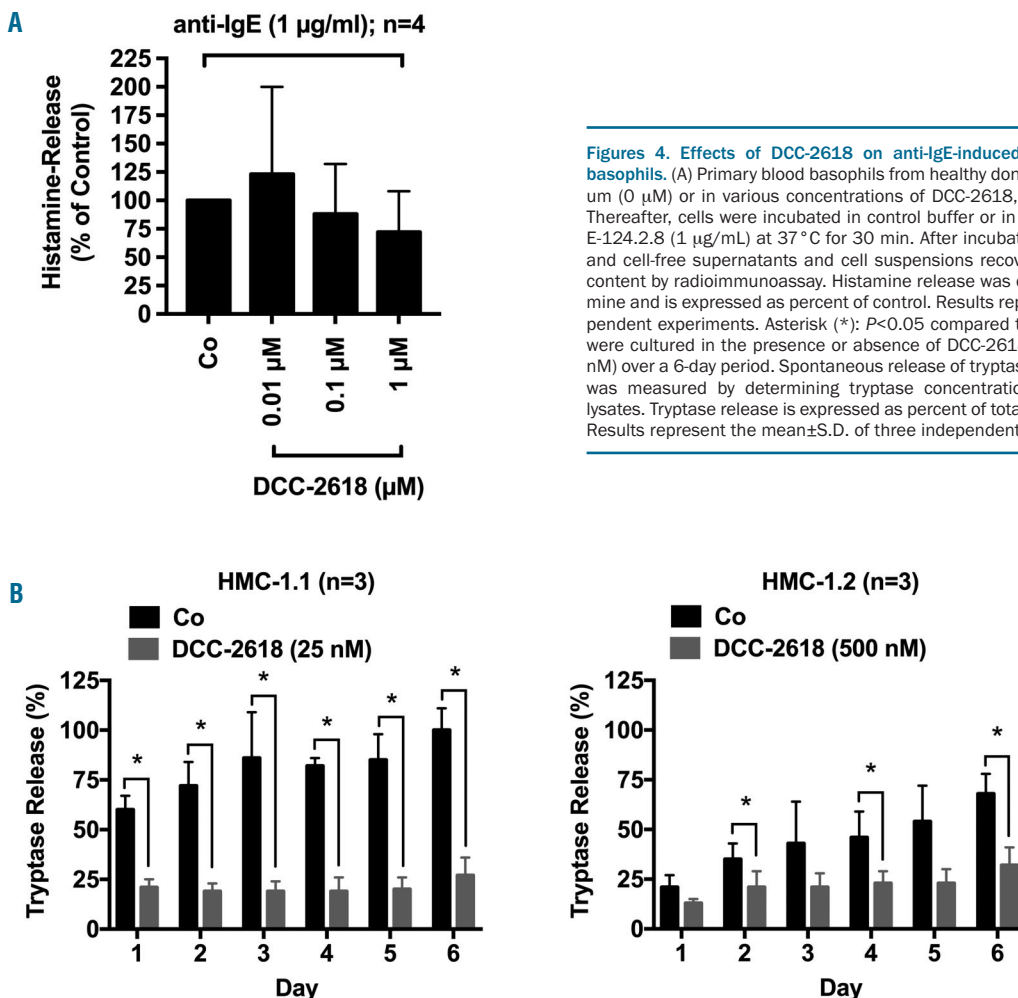 A
anti-IgE (1 µg/ml); n=4
Histamine-Release
(% of Control)
225
200
175
150
125
100
75
50
25
0
Co
0.01 µM
0.1 µM
1 µM
DCC-2618 (µM)
Figures 4. Effects of DCC-2618 on anti-IgE-induced
basophils. (A) Primary blood basophils from healthy don
um (0 μM) or in various concentrations of DCC-2618,
Thereafter, cells were incubated in control buffer or in
E-124.2.8 (1 μg/mL) at 37°C for 30 min. After incubat
and cell-free supernatants and cell suspensions recov
content by radioimmunoassay. Histamine release was c
mine and is expressed as percent of control. Results rep
pendent experiments. Asterisk (*): P<0.05 compared t
were cultured in the presence or absence of DCC-261
nM) over a 6-day period. Spontaneous release of tryptas
was measured by determining tryptase concentratio
lysates. Tryptase release is expressed as percent of total
Results represent the mean±S.D. of three independent
B
HMC-1.1 (n=3)
Co
DCC-2618 (25 nM)
Tryptase Release (%)
125
100
75
50
25
0
* * * * * *
1 2 3 4 5 6
Day
HMC-1.2 (n=3)
Co
DCC-2618 (500 nM)
Tryptase Release (%)
125
100
75
50
25
0
* * *
1 2 3 4 5 6
Day